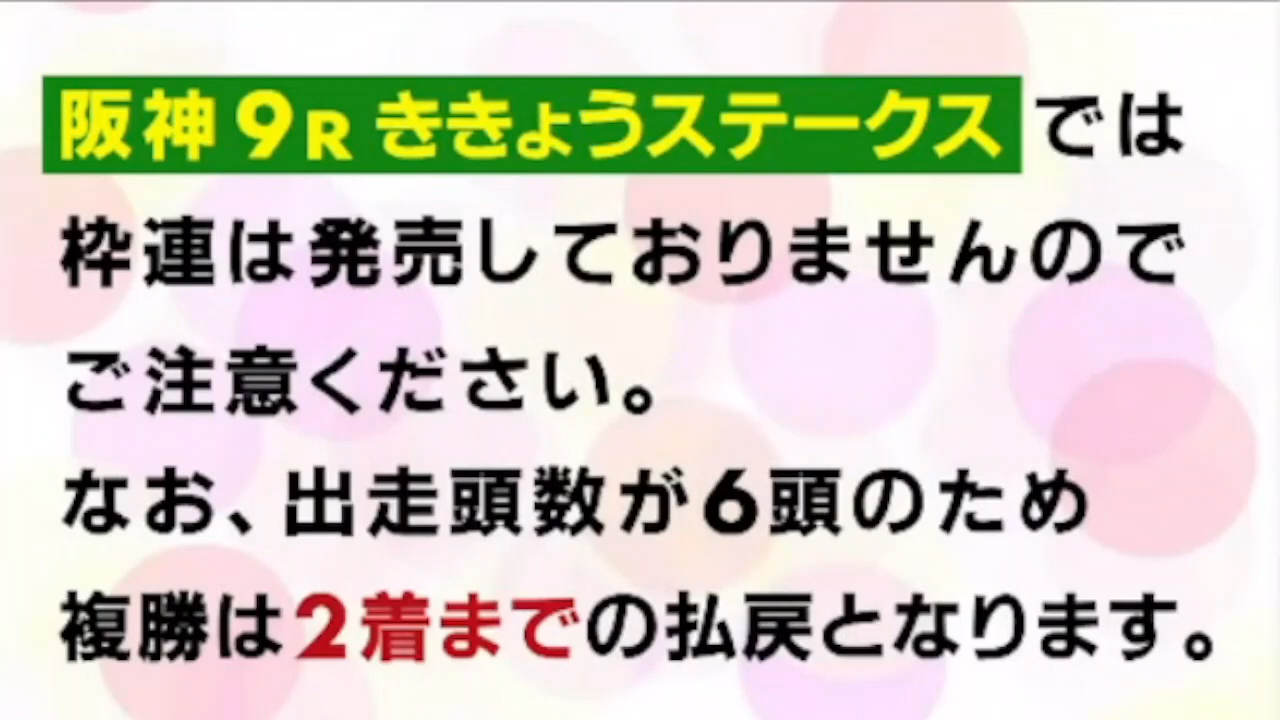 阪神9R ききょうステークス では
枠連は発売しておりませんので
ご注意ください。
なお、出走頭数が6頭のため
複勝は2着までの払戻となります。